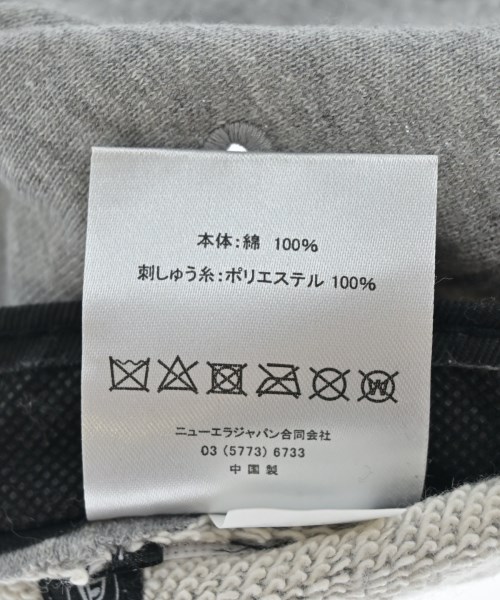 本体:綿 100%
刺しゅう糸:ポリエステル 100%
W
ニューエラジャパン合同会社
03 (5773) 6733
中国製